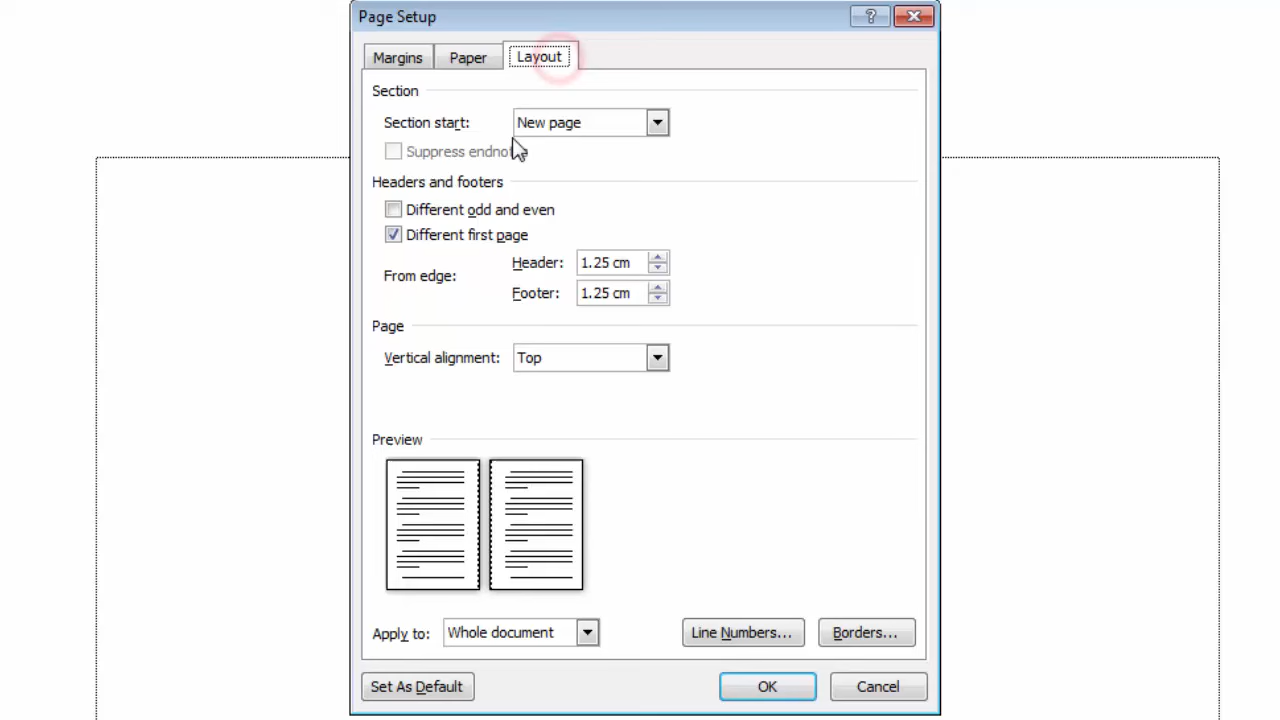 Page Setup
Margins Paper Layout
Section
Section start: New page
Suppress
Headers and footers
Different odd and even
Different first page
From edge: Header: 1.25 cm
Footer: 1.25 cm
Page
Vertical alignment: Top
Preview
Apply to: Whole document Line Numbers... Borders...
Set As Default OK Cancel